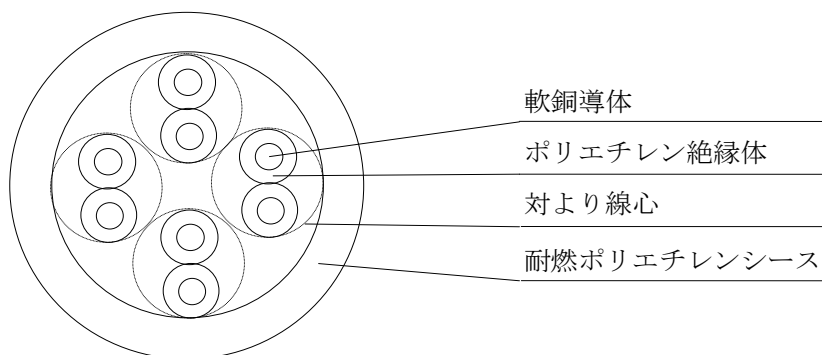 軟銅導体
ポリエチレン絶縁体
対より線心
耐燃ポリエチレンシース